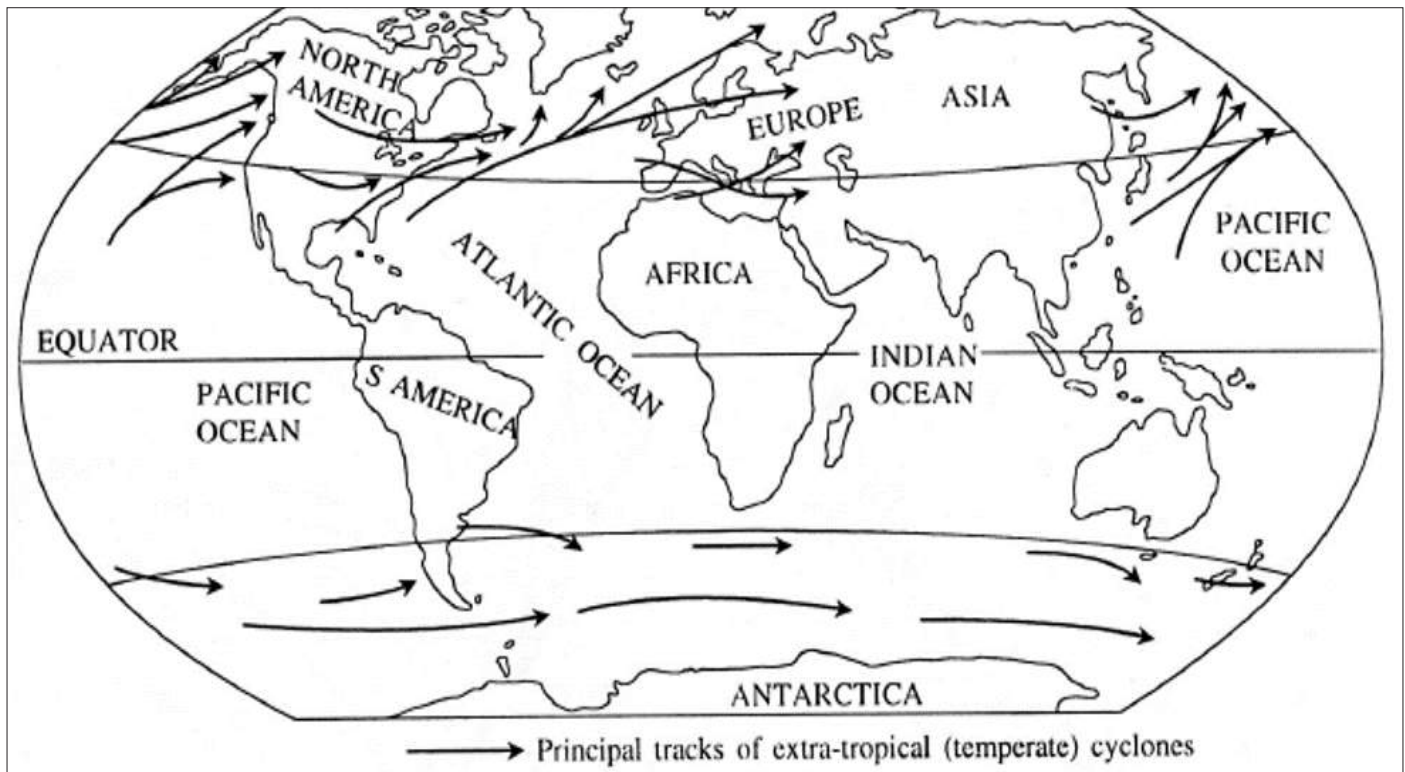 NORTH
AMERICA
ASIA
EUROPE
PACIFIC
OCEAN
ATLANTIC OCEAN
AFRICA
EQUATOR
INDIAN
OCEAN
PACIFIC
OCEAN
S AMERICA
ANTARCTICA
Principal tracks of extra-tropical (temperate) cyclones